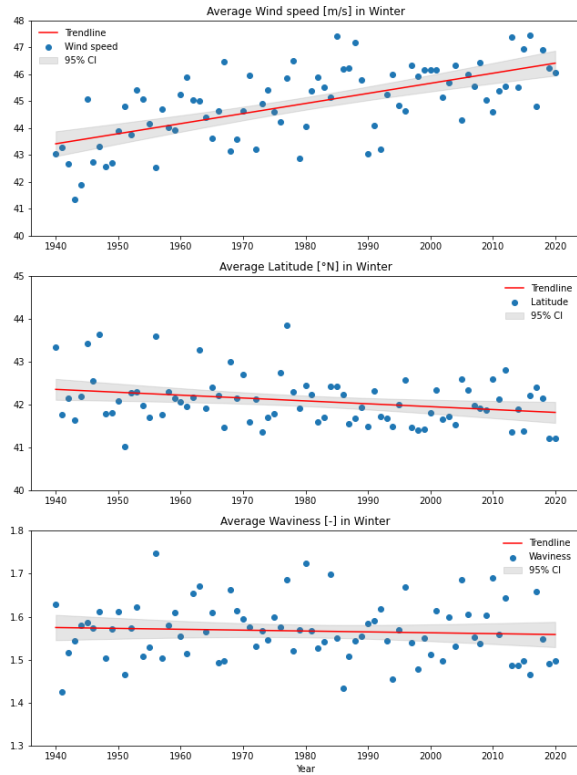 Average Wind speed [m/s] in Winter
48
47
46
45
44
43
42
41
40
Trendline
Wind speed
95% CI
1940 1950 1960 1970 1980 1990 2000 2010 2020
Average Latitude [°N] in Winter
45
44
43
42
41
40
Trendline
Latitude
95% CI
1940 1950 1960 1970 1980 1990 2000 2010 2020
Average Waviness [-] in Winter
1.8
1.7
1.6
1.5
1.4
1.3
Trendline
Waviness
95% CI
1940 1950 1960 1970 1980 1990 2000 2010 2020
Year